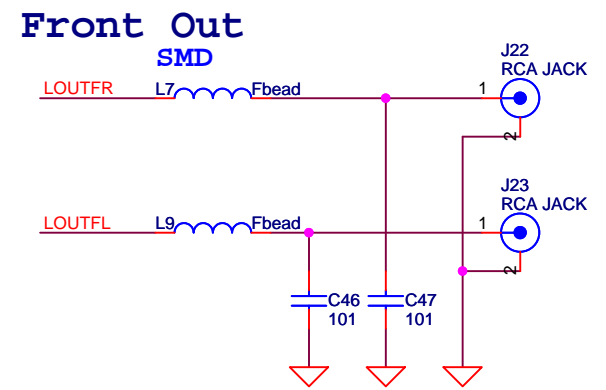 Front Out
SMD
J22
RCA JACK
LOUTFR
L7
Fbead
1
2
J23
RCA JACK
LOUTFL
L9
Fbead
1
2
C46
101
C47
101